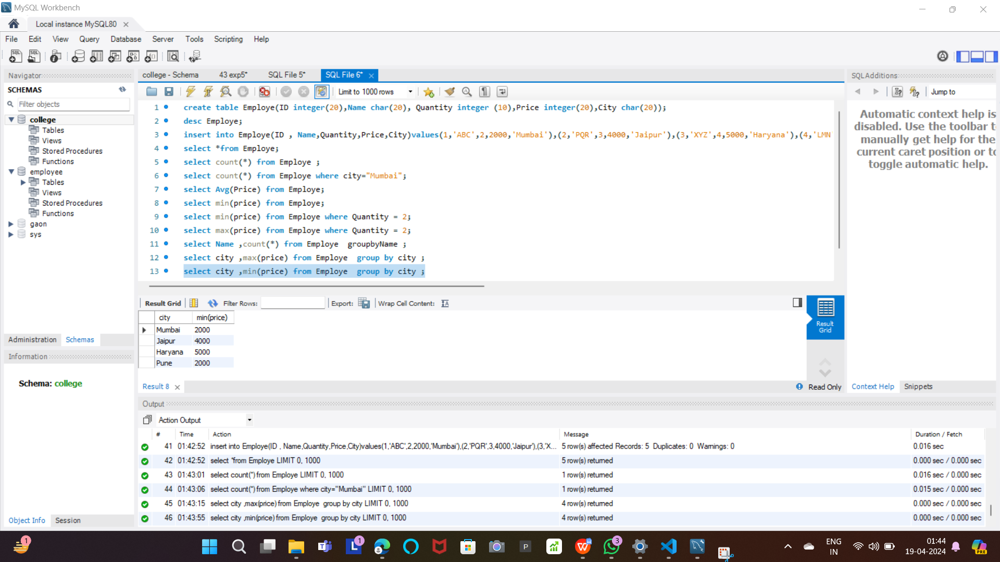 MySQL Workbench
Local instance MySQL80
File Edit View Query Database Server Tools Scripting Help
Navigator
SCHEMAS
Filter objects
college
Tables
Views
Stored Procedures
Functions
employee
Tables
Views
Stored Procedures
Functions
gaon
sys
Administration Schemas
Information
Schema: college
Object Info Session
college - Schema 43 exp5* SQL File 5* SQL File 6*
Limit to 1000 rows
1 create table Employe(ID integer(20),Name char(20), Quantity integer (10),Price integer(20),City char(20));
2 desc Employe;
3 insert into Employe(ID , Name,Quantity,Price,City)values(1,'ABC',2,2000,'Mumbai'),(2,'PQR',3,4000,'Jaipur'),(3,'XYZ',4,5000,'Haryana'),(4,'LMN'
4 select *from Employe;
5 select count(*) from Employe ;
6 select count(*) from Employe where city="Mumbai";
7 select Avg(Price) from Employe;
8 select min(price) from Employe;
9 select min(price) from Employe where Quantity = 2;
10 select max(price) from Employe where Quantity = 2;
11 select Name ,count(*) from Employe  groupbyName ;
12 select city ,max(price) from Employe  group by city ;
13 select city ,min(price) from Employe  group by city ;
Result Grid Filter Rows: Export: Wrap Cell Content:
city min(price)
Mumbai 2000
Jaipur 4000
Haryana 5000
Pune 2000
Result Grid
Result 8
Read Only
SQLAdditions
Jump to
Automatic context help is
disabled. Use the toolbar t
manually get help for the
current caret position or to
toggle automatic help.
Context Help Snippets
Output
Action Output
# Time Action Message Duration / Fetch
41 01:42:52 insert into Employe(ID , Name,Quantity,Price,City)values(1,'ABC',2,2000,'Mumbai'),(2,'PQR',3,4000,'Jaipur'),(3,'X... 5 row(s) affected Records: 5  Duplicates: 0  Warnings: 0 0.016 sec
42 01:42:52 select *from Employe LIMIT 0, 1000 5 row(s) returned 0.000 sec / 0.000 sec
43 01:43:01 select count(*) from Employe LIMIT 0, 1000 1 row(s) returned 0.016 sec / 0.000 sec
44 01:43:06 select count(*) from Employe where city="Mumbai" LIMIT 0, 1000 1 row(s) returned 0.015 sec / 0.000 sec
45 01:43:15 select city ,max(price) from Employe  group by city LIMIT 0, 1000 4 row(s) returned 0.000 sec / 0.000 sec
46 01:43:55 select city ,min(price) from Employe  group by city LIMIT 0, 1000 4 row(s) returned 0.000 sec / 0.000 sec
1
1
3
ENG
IN
01:44
19-04-2024
PRE